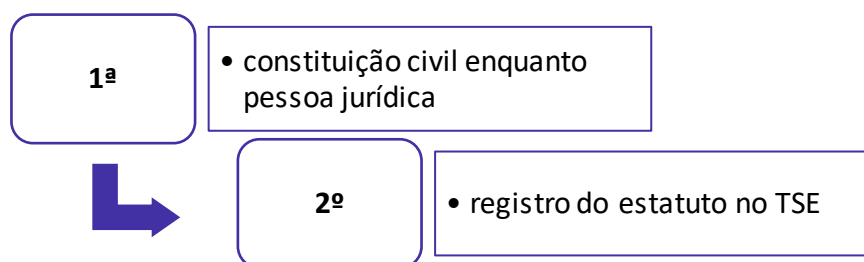 1ª
• constituição civil enquanto
pessoa jurídica
2º
• registro do estatuto no TSE